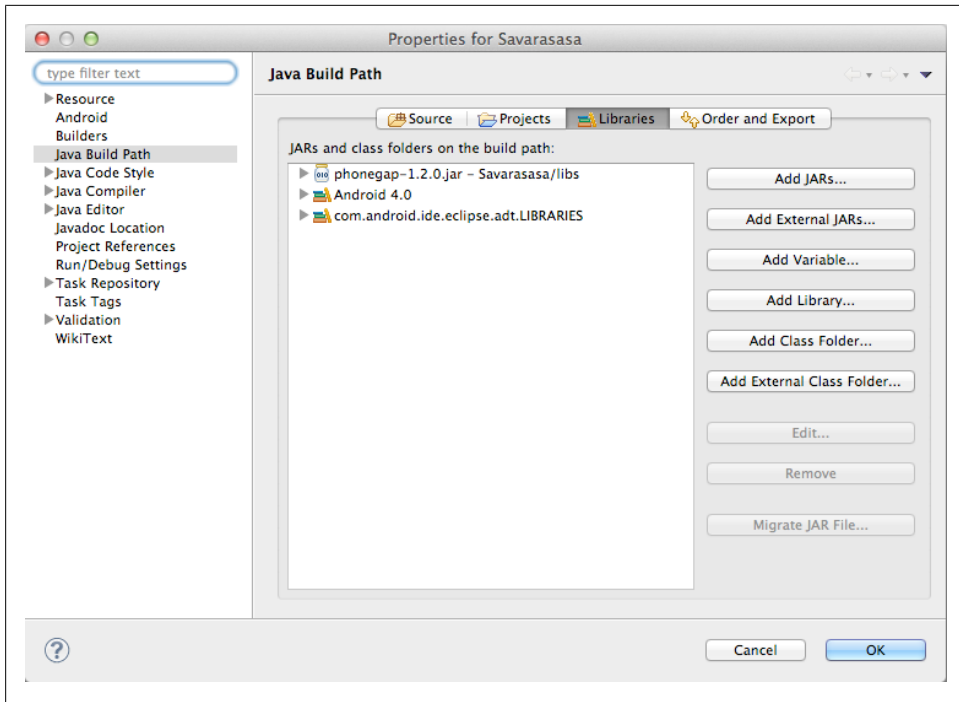 Properties for Savarasasa
type filter text
Resource
Android
Builders
Java Build Path
Java Code Style
Java Compiler
Java Editor
Javadoc Location
Project References
Run/Debug Settings
Task Repository
Task Tags
Validation
WikiText
Java Build Path
Source Projects Libraries Order and Export
JARs and class folders on the build path:
phonegap-1.2.0.jar - Savarasasa/libs
Android 4.0
com.android.ide.eclipse.adt.LIBRARIES
Add JARs...
Add External JARs...
Add Variable...
Add Library...
Add Class Folder...
Add External Class Folder...
Edit...
Remove
Migrate JAR File...
?
Cancel OK